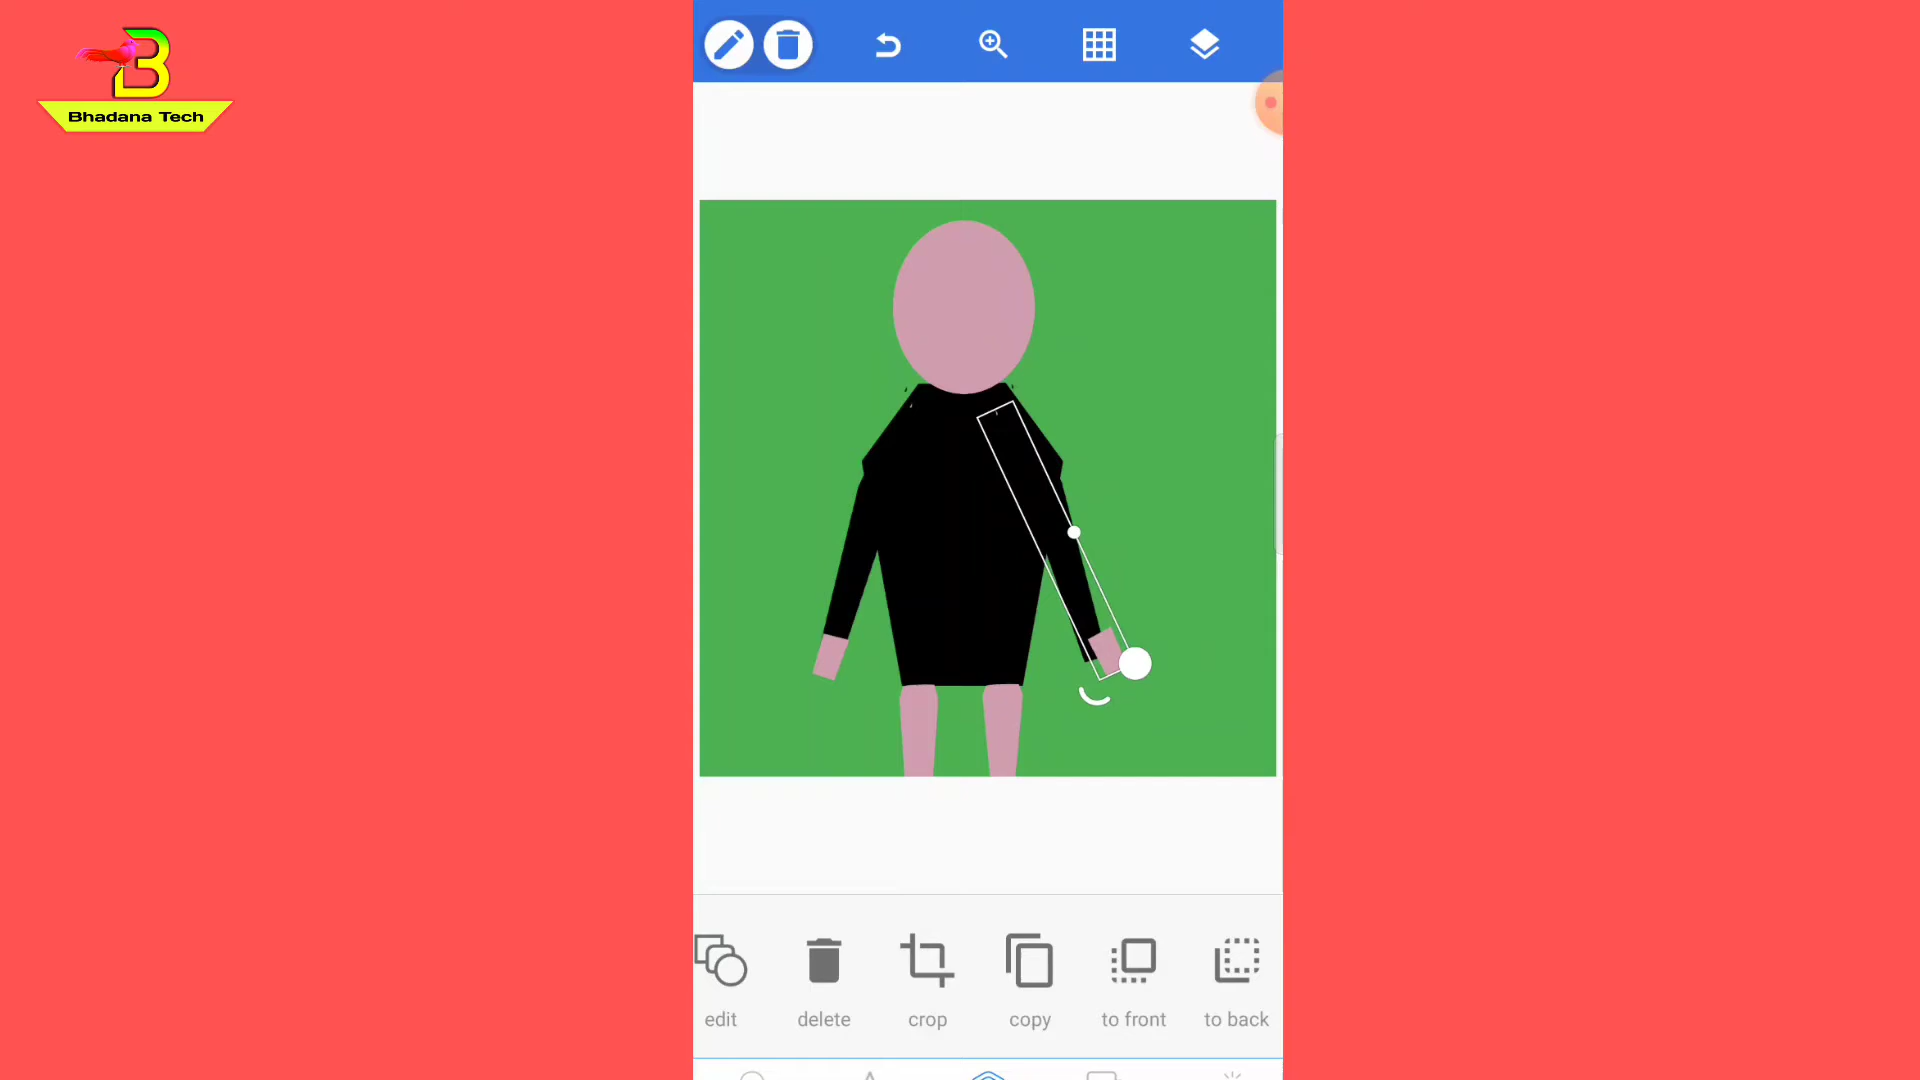 B
Bhadana Tech
edit
delete
crop
copy
to front
to back